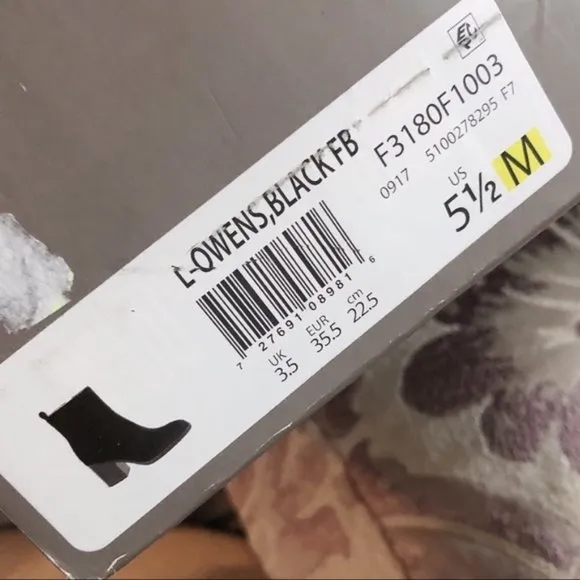 L-QWENS,BLACK FB
F3180F1003
0917 5100278295 F7
US
5½ M
7 27691 08981 6
UK EUR cm
3.5 35.5 22.5